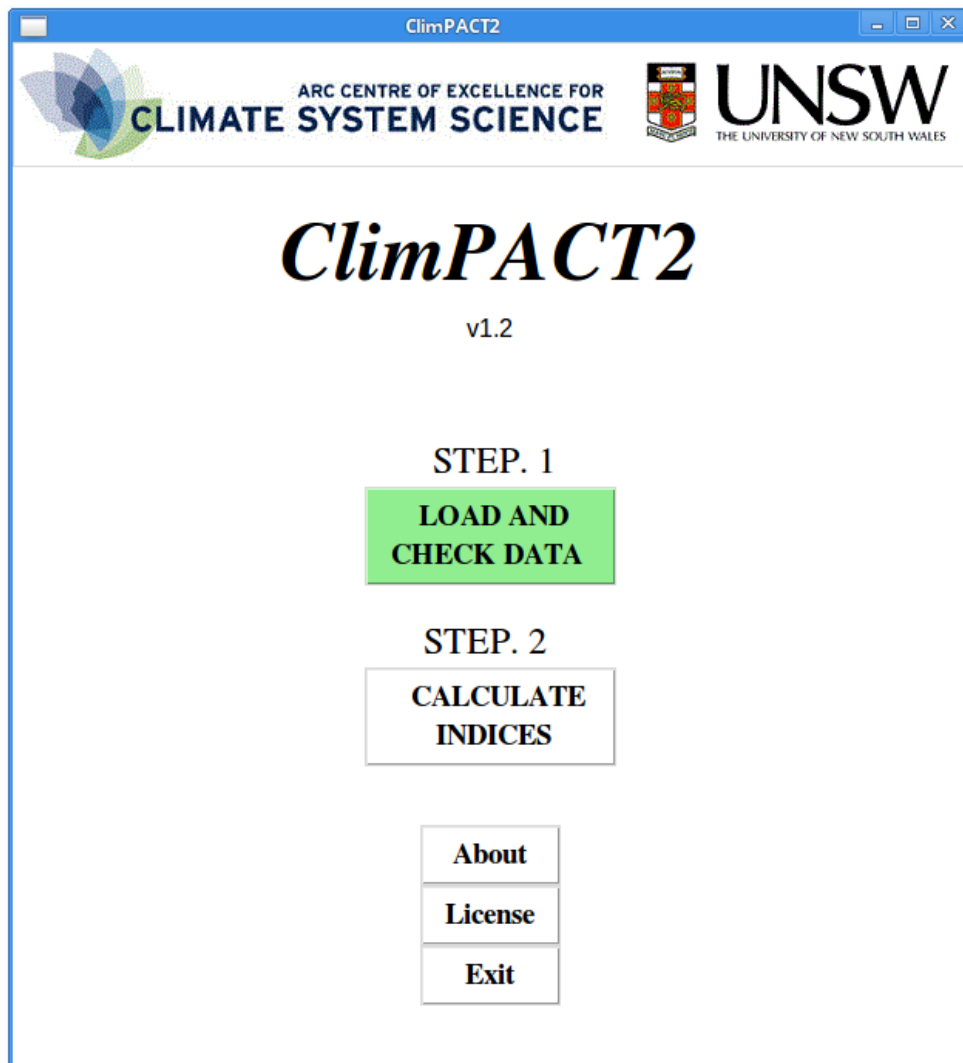 ClimPACT2
ARC CENTRE OF EXCELLENCE FOR
CLIMATE SYSTEM SCIENCE
UNSW
THE UNIVERSITY OF NEW SOUTH WALES
ClimPACT2
v1.2
STEP. 1
LOAD AND
CHECK DATA
STEP. 2
CALCULATE
INDICES
About
License
Exit